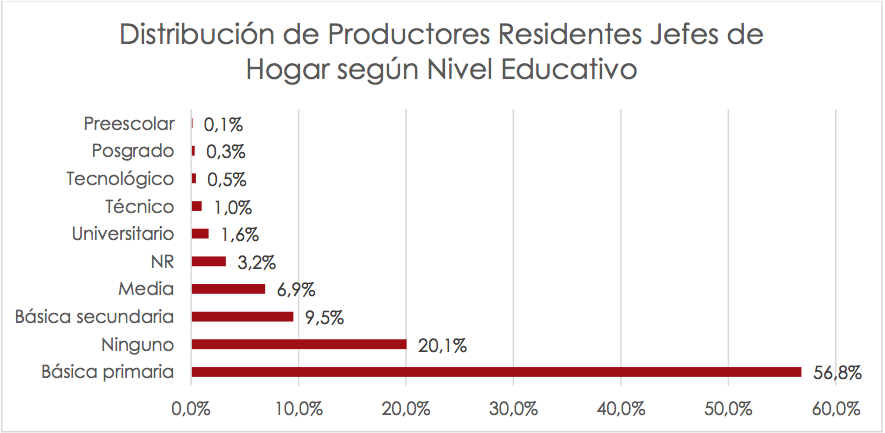 Distribución de Productores Residentes Jefes de
Hogar según Nivel Educativo
Preescolar 0,1%
Posgrado 0,3%
Tecnológico 0,5%
Técnico 1,0%
Universitario 1,6%
NR 3,2%
Media 6,9%
Básica secundaria 9,5%
Ninguno 20,1%
Básica primaria 56,8%
0,0% 10,0% 20,0% 30,0% 40,0% 50,0% 60,0%